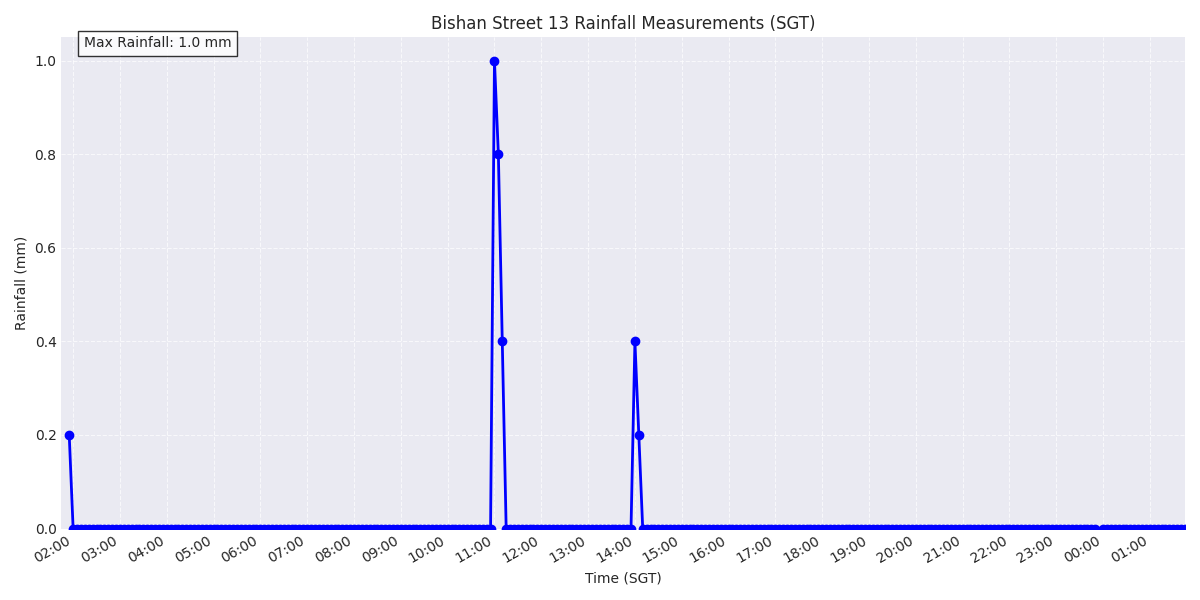 Bishan Street 13 Rainfall Measurements (SGT)
Max Rainfall: 1.0 mm
1.0
0.8
0.6
0.4
0.2
0.0
Rainfall (mm)
02:00 03:00 04:00 05:00 06:00 07:00 08:00 09:00 10:00 11:00 12:00 13:00 14:00 15:00 16:00 17:00 18:00 19:00 20:00 21:00 22:00 23:00 00:00 01:00
Time (SGT)